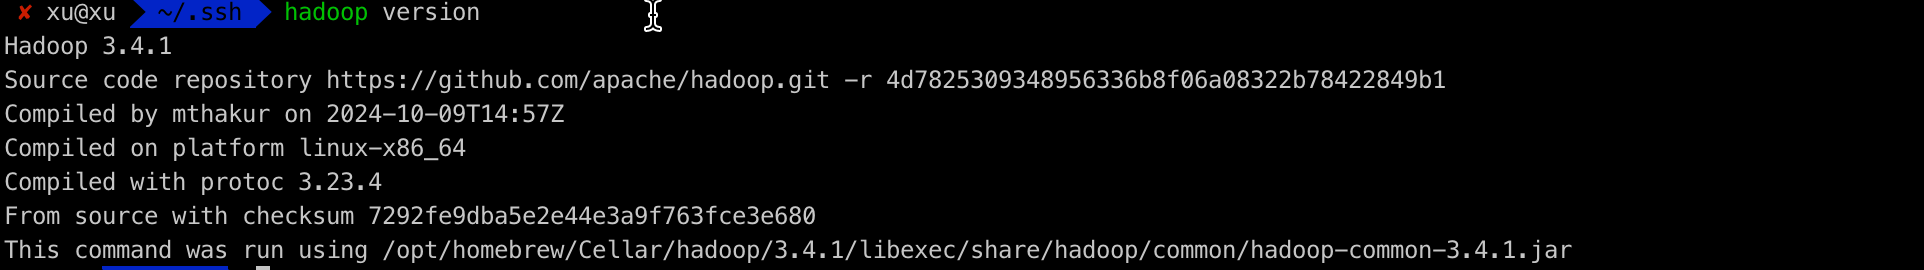 ✘ xu@xu ~/.ssh hadoop version
Hadoop 3.4.1
Source code repository https://github.com/apache/hadoop.git -r 4d7825309348956336b8f06a08322b78422849b1
Compiled by mthakur on 2024-10-09T14:57Z
Compiled on platform linux-x86_64
Compiled with protoc 3.23.4
From source with checksum 7292fe9dba5e2e44e3a9f763fce3e680
This command was run using /opt/homebrew/Cellar/hadoop/3.4.1/libexec/share/hadoop/common/hadoop-common-3.4.1.jar